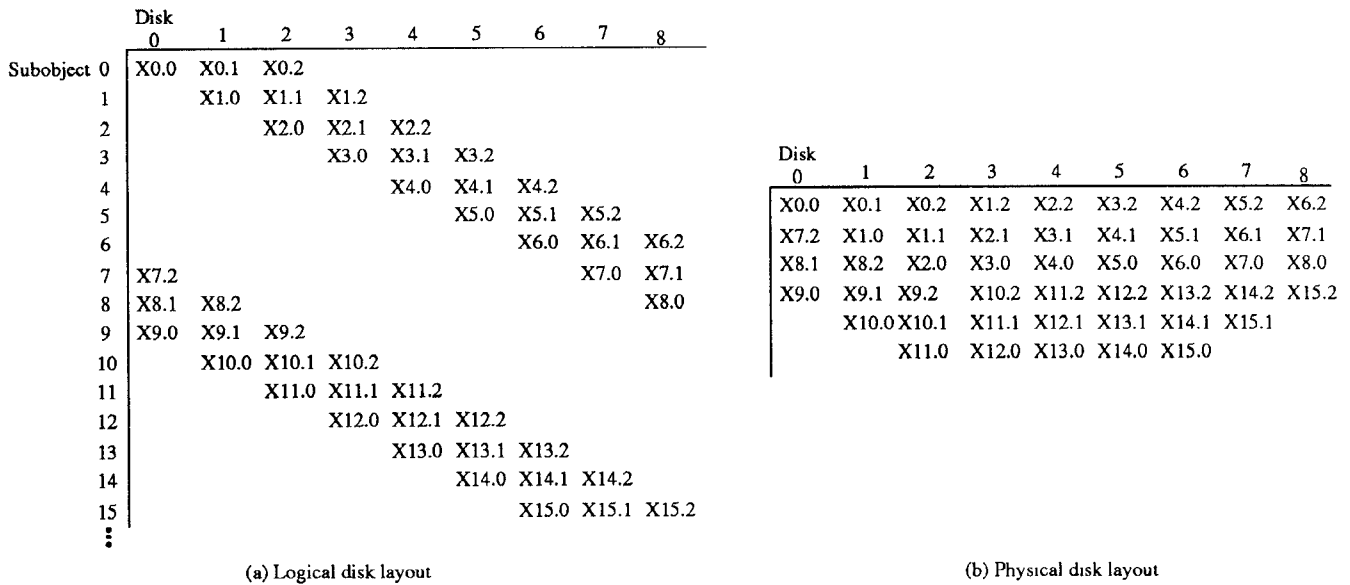 Disk
0 1 2 3 4 5 6 7 8
Subobject 0 X0.0 X0.1 X0.2
1 X1.0 X1.1 X1.2
2 X2.0 X2.1 X2.2
3 X3.0 X3.1 X3.2
4 X4.0 X4.1 X4.2
5 X5.0 X5.1 X5.2
6 X6.0 X6.1 X6.2
7 X7.2 X7.0 X7.1
8 X8.1 X8.2 X8.0
9 X9.0 X9.1 X9.2
10 X10.0 X10.1 X10.2
11 X11.0 X11.1 X11.2
12 X12.0 X12.1 X12.2
13 X13.0 X13.1 X13.2
14 X14.0 X14.1 X14.2
15 X15.0 X15.1 X15.2
(a) Logical disk layout
Disk
0 1 2 3 4 5 6 7 8
X0.0 X0.1 X0.2 X1.2 X2.2 X3.2 X4.2 X5.2 X6.2
X7.2 X1.0 X1.1 X2.1 X3.1 X4.1 X5.1 X6.1 X7.1
X8.1 X8.2 X2.0 X3.0 X4.0 X5.0 X6.0 X7.0 X8.0
X9.0 X9.1 X9.2 X10.2 X11.2 X12.2 X13.2 X14.2 X15.2
X10.0 X10.1 X11.1 X12.1 X13.1 X14.1 X15.1
X11.0 X12.0 X13.0 X14.0 X15.0
(b) Physical disk layout